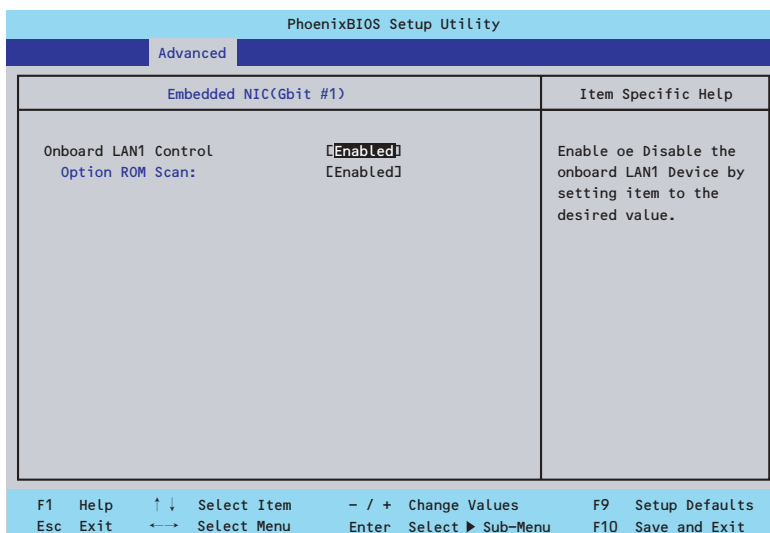 PhoenixBIOS Setup Utility
Advanced
Embedded NIC(Gbit #1)
Item Specific Help
Onboard LAN1 Control [Enabled]
Option ROM Scan: [Enabled]
Enable oe Disable the
onboard LAN1 Device by
setting item to the
desired value.
F1 Help ↑↓ Select Item - / + Change Values F9 Setup Defaults
Esc Exit ←→ Select Menu Enter Select ▶ Sub-Menu F10 Save and Exit